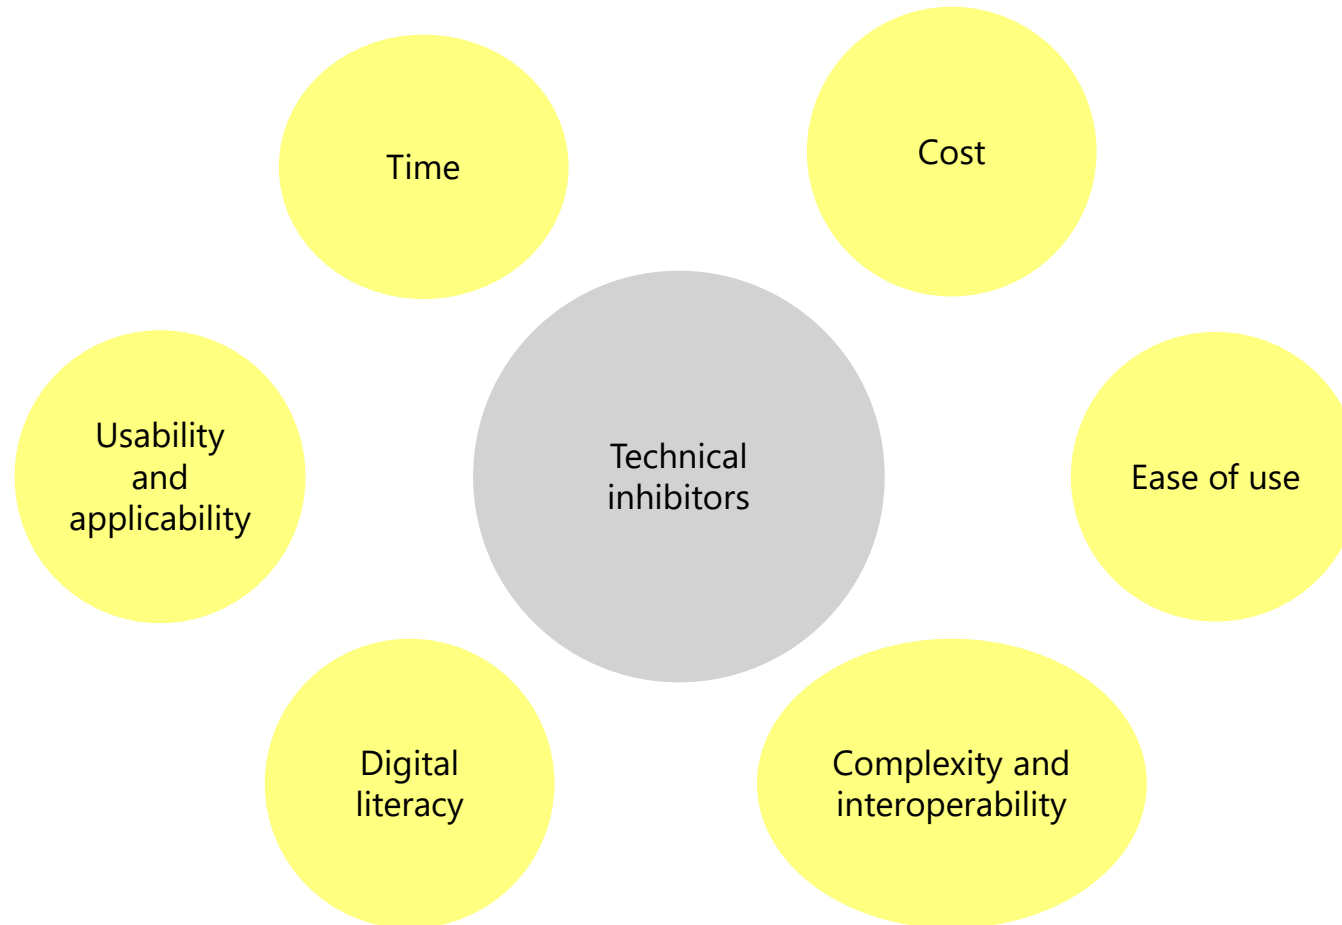 Time
Cost
Usability
and
applicability
Technical
inhibitors
Ease of use
Digital
literacy
Complexity and
interoperability